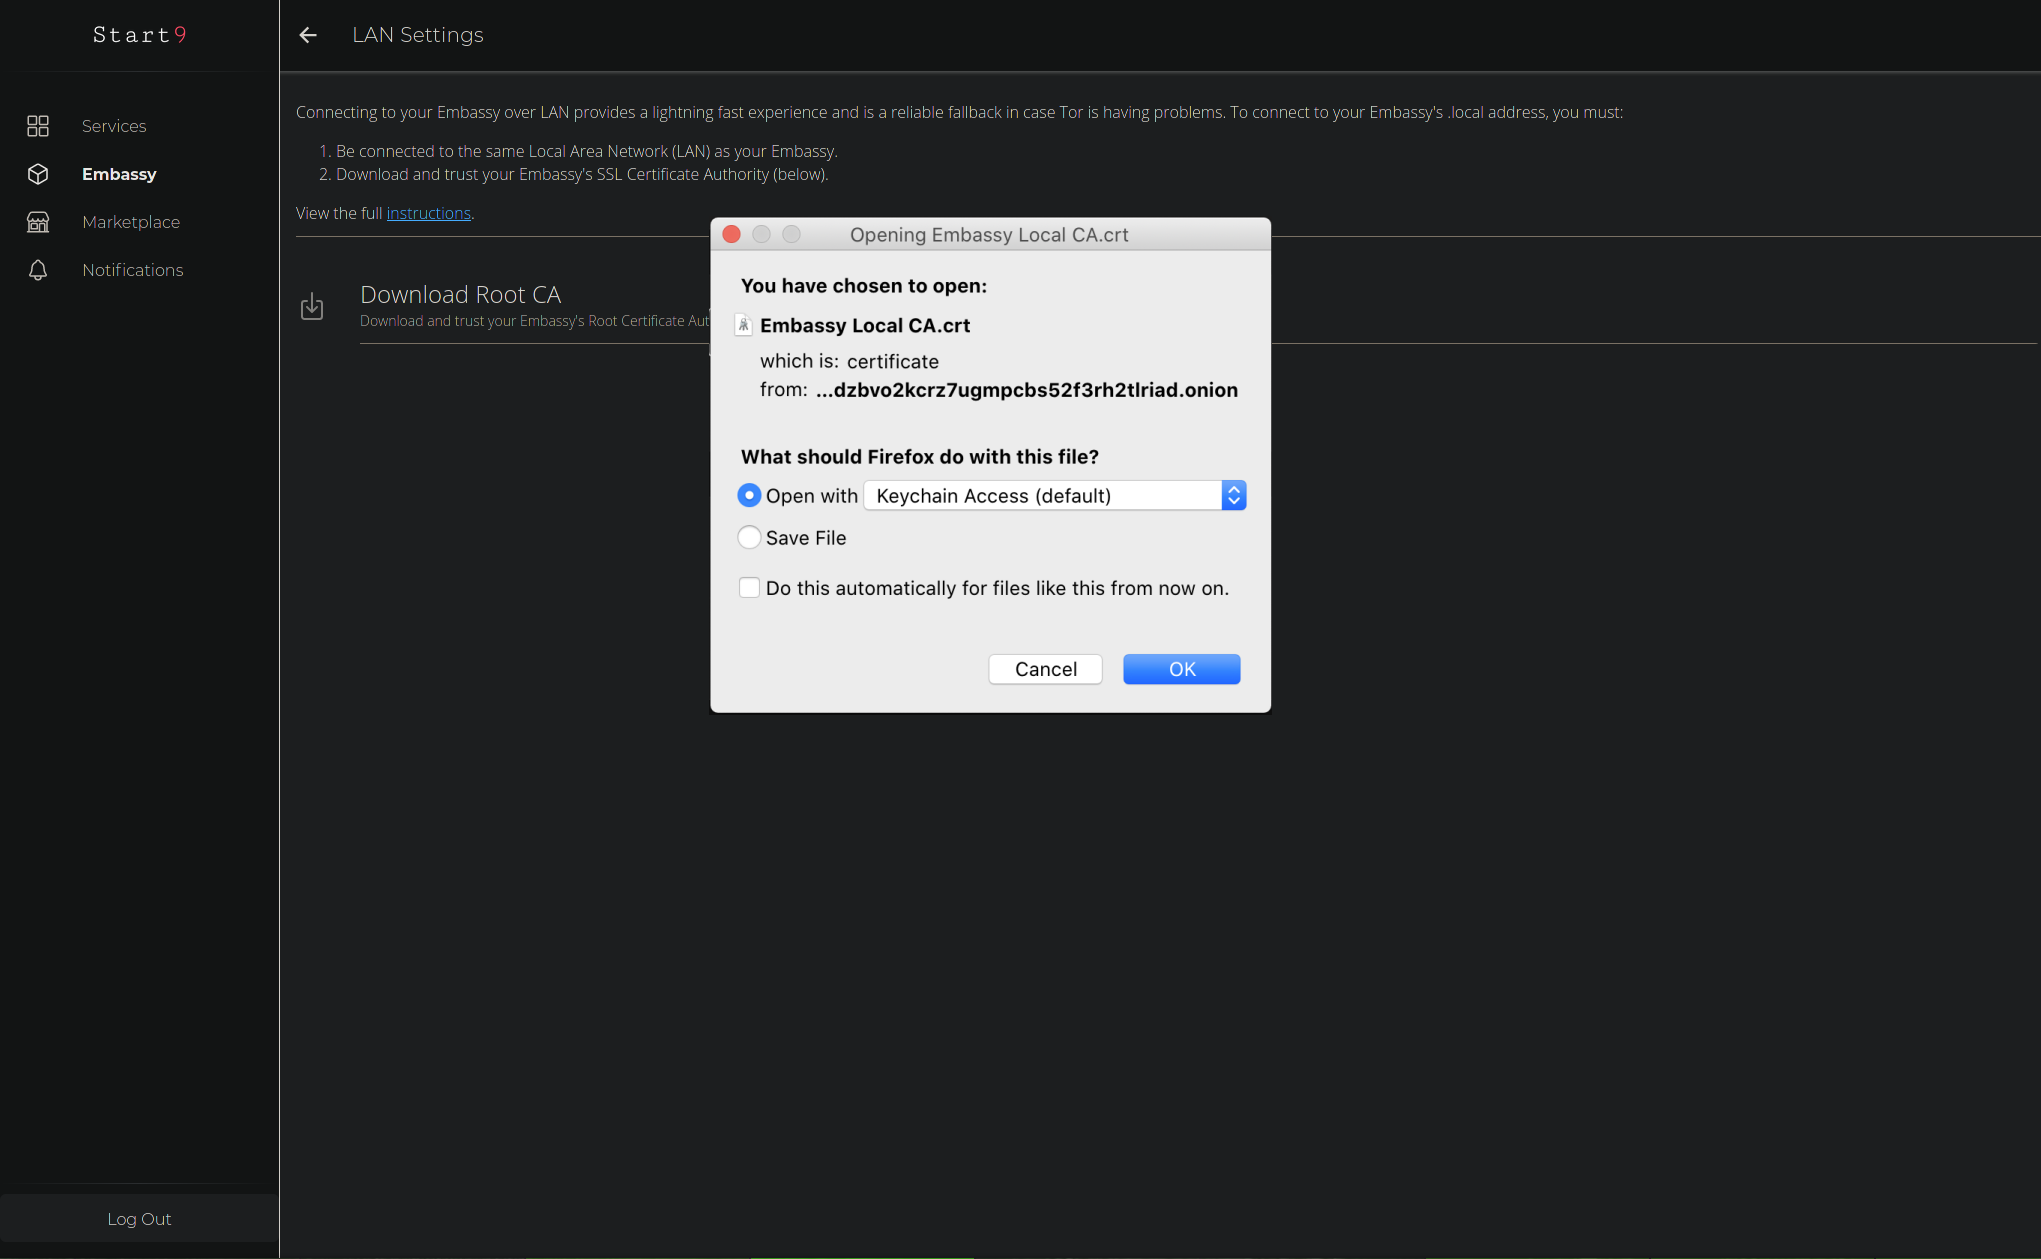 Start9
Services
Embassy
Marketplace
Notifications
Log Out
LAN Settings
Connecting to your Embassy over LAN provides a lightning fast experience and is a reliable fallback in case Tor is having problems. To connect to your Embassy's .local address, you must:
1. Be connected to the same Local Area Network (LAN) as your Embassy.
2. Download and trust your Embassy's SSL Certificate Authority (below).
View the full instructions.
Download Root CA
Download and trust your Embassy's Root Certificate Aut
Opening Embassy Local CA.crt
You have chosen to open:
Embassy Local CA.crt
which is: certificate
from: ...dzbvo2kcrz7ugmpcbs52f3rh2tlriad.onion
What should Firefox do with this file?
Open with Keychain Access (default)
Save File
Do this automatically for files like this from now on.
Cancel
OK